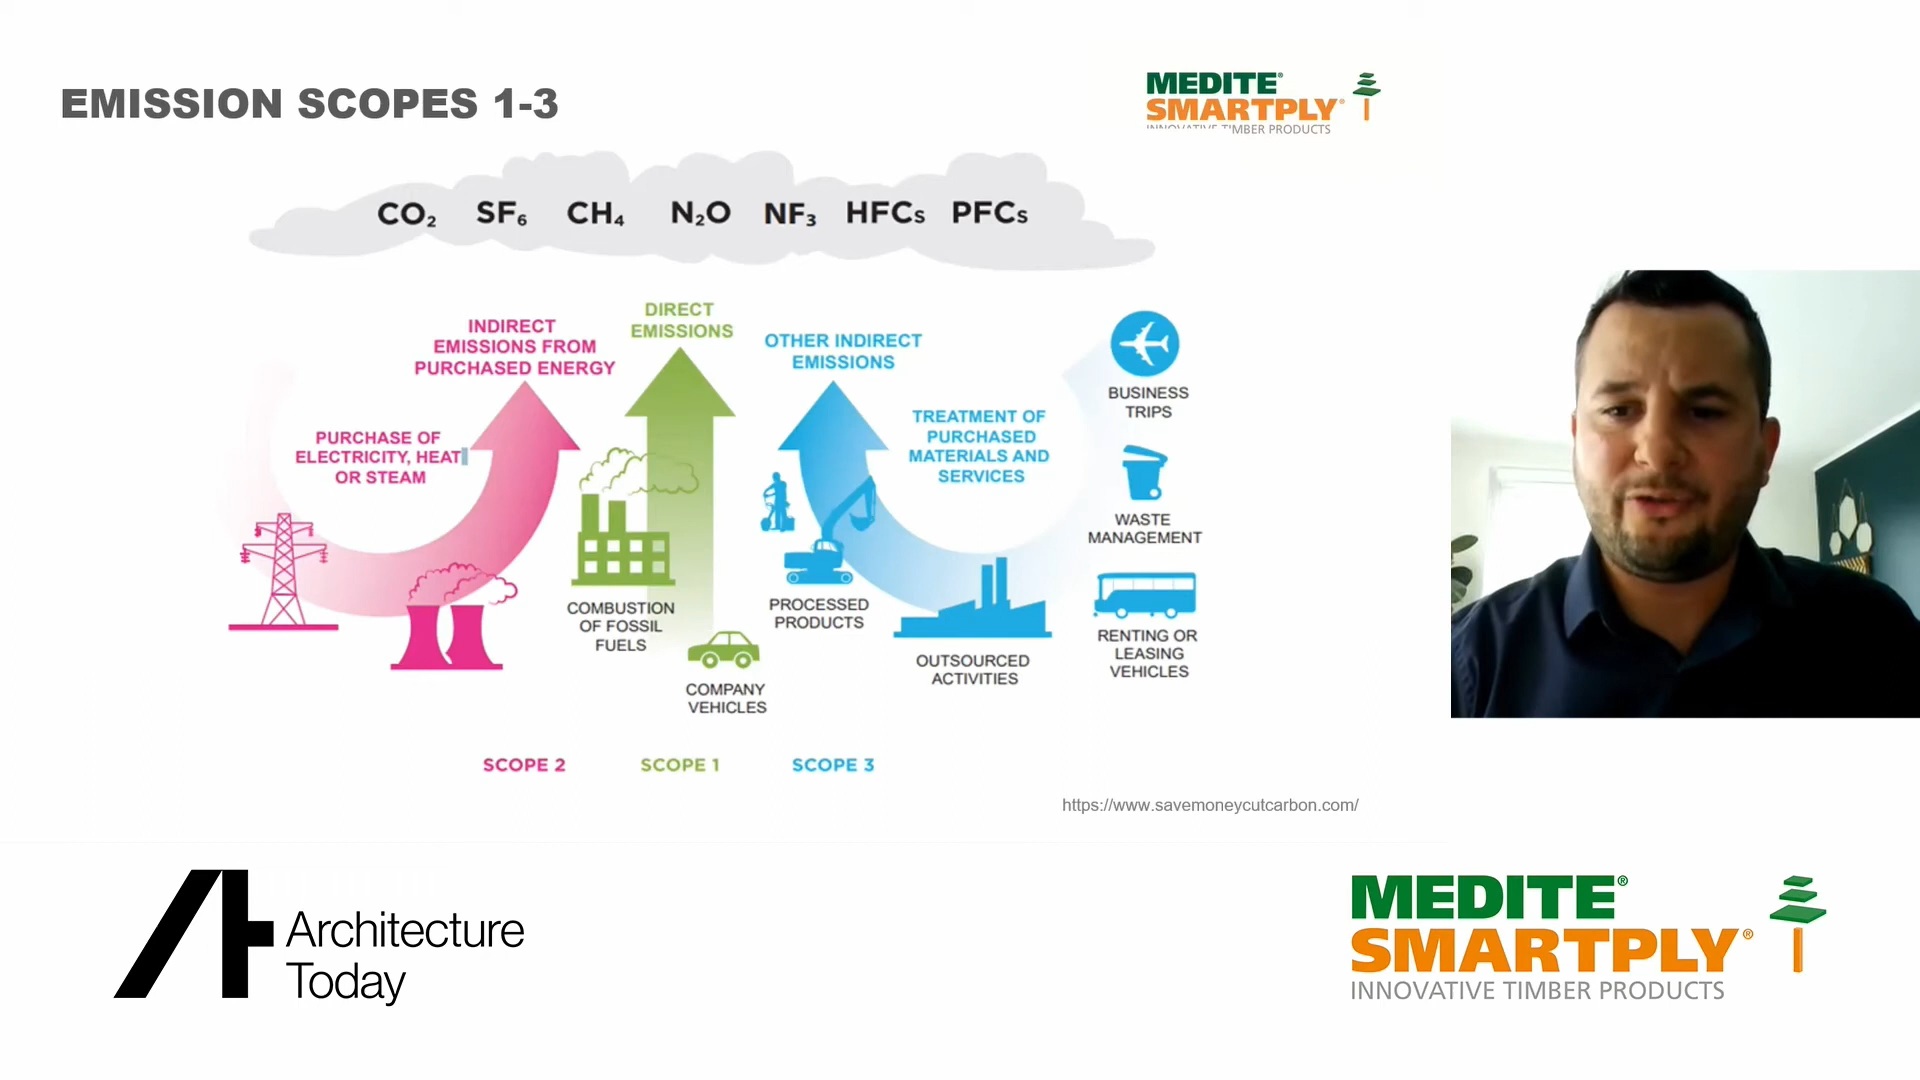 EMISSION SCOPES 1-3
MEDITE®
SMARTPLY®
INNOVATIVE TIMBER PRODUCTS
CO₂ SF₆ CH₄ N₂O NF₃ HFCs PFCs
INDIRECT
EMISSIONS FROM
PURCHASED ENERGY
DIRECT
EMISSIONS
OTHER INDIRECT
EMISSIONS
PURCHASE OF
ELECTRICITY, HEAT
OR STEAM
TREATMENT OF
PURCHASED
MATERIALS AND
SERVICES
BUSINESS
TRIPS
WASTE
MANAGEMENT
RENTING OR
LEASING
VEHICLES
COMBUSTION
OF FOSSIL
FUELS
COMPANY
VEHICLES
PROCESSED
PRODUCTS
OUTSOURCED
ACTIVITIES
SCOPE 2
SCOPE 1
SCOPE 3
https://www.savemoneycutcarbon.com/
Architecture
Today
MEDITE®
SMARTPLY®
INNOVATIVE TIMBER PRODUCTS